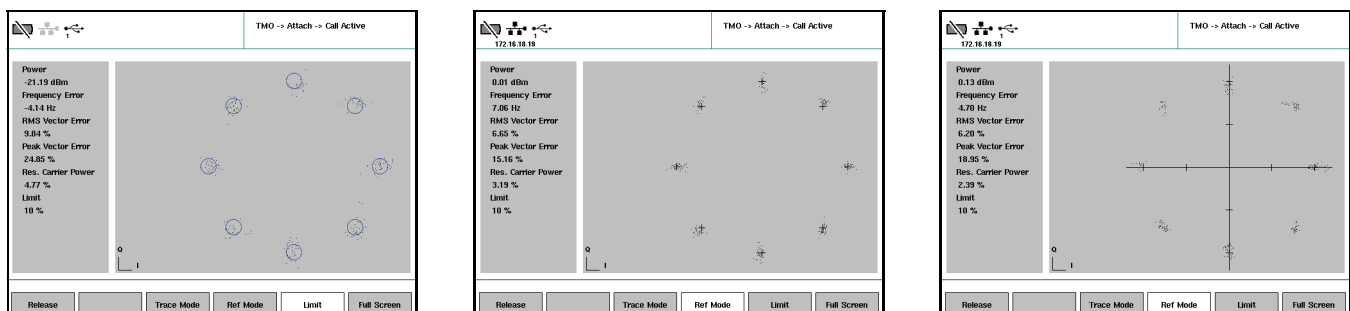 TMO -> Attach -> Call Active
1
Power
-21.19 dBm
Frequency Error
-4.14 Hz
RMS Vector Error
9.84 %
Peak Vector Error
24.85 %
Res. Carrier Power
4.77 %
Limit
10 %
Q
I
Release
Trace Mode
Ref Mode
Limit
Full Screen
TMO -> Attach -> Call Active
1
172.16.18.19
Power
0.01 dBm
Frequency Error
7.06 Hz
RMS Vector Error
6.65 %
Peak Vector Error
15.16 %
Res. Carrier Power
3.19 %
Limit
10 %
Q
I
Release
Trace Mode
Ref Mode
Limit
Full Screen
TMO -> Attach -> Call Active
1
172.16.18.19
Power
0.13 dBm
Frequency Error
4.70 Hz
RMS Vector Error
6.20 %
Peak Vector Error
18.95 %
Res. Carrier Power
2.39 %
Limit
10 %
Q
I
Release
Trace Mode
Ref Mode
Limit
Full Screen